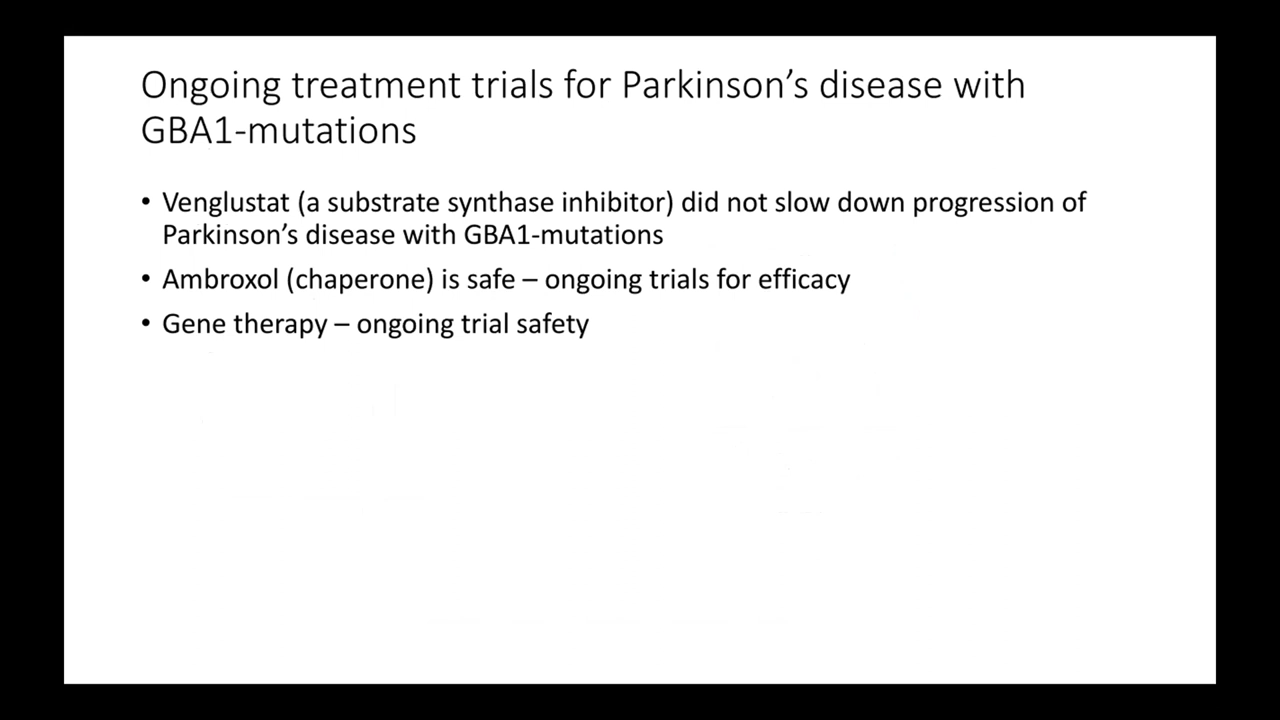 Ongoing treatment trials for Parkinson’s disease with
GBA1-mutations
• Venglustat (a substrate synthase inhibitor) did not slow down progression of
Parkinson’s disease with GBA1-mutations
• Ambroxol (chaperone) is safe – ongoing trials for efficacy
• Gene therapy – ongoing trial safety